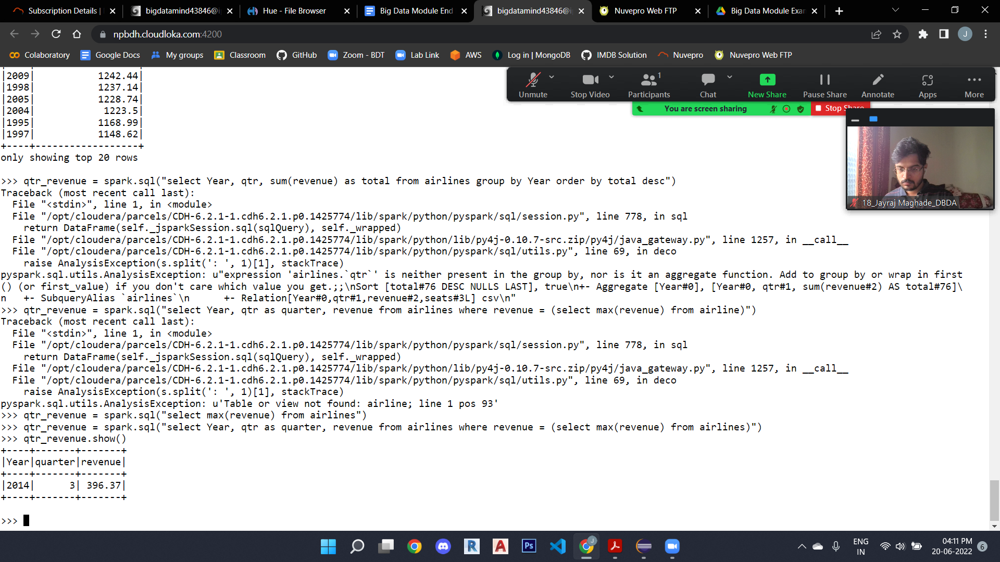 Subscription Details |
bigdatamind43846@i
Hue - File Browser
Big Data Module End
bigdatamind43846@i
Nuvepro Web FTP
Big Data Module Exa
npbdh.cloudloka.com:4200
J
Colaboratory
Google Docs
My groups
Classroom
GitHub
Zoom - BDT
Lab Link
AWS
Log in | MongoDB
IMDB Solution
Nuvepro
Nuvepro Web FTP
Unmute
Stop Video
1
Participants
Chat
New Share
Pause Share
Annotate
Apps
More
You are screen sharing
Stop Share
18_Jayraj Maghade_DBDA
|2009|           1242.44|
|1998|           1237.14|
|2005|           1228.74|
|2004|            1223.5|
|1995|           1168.99|
|1997|           1148.62|
+----+------------------+
only showing top 20 rows
>>> qtr_revenue = spark.sql("select Year, qtr, sum(revenue) as total from airlines group by Year order by total desc")
Traceback (most recent call last):
  File "<stdin>", line 1, in <module>
  File "/opt/cloudera/parcels/CDH-6.2.1-1.cdh6.2.1.p0.1425774/lib/spark/python/pyspark/sql/session.py", line 778, in sql
    return DataFrame(self._jsparkSession.sql(sqlQuery), self._wrapped)
  File "/opt/cloudera/parcels/CDH-6.2.1-1.cdh6.2.1.p0.1425774/lib/spark/python/lib/py4j-0.10.7-src.zip/py4j/java_gateway.py", line 1257, in __call__
  File "/opt/cloudera/parcels/CDH-6.2.1-1.cdh6.2.1.p0.1425774/lib/spark/python/pyspark/sql/utils.py", line 69, in deco
    raise AnalysisException(s.split(': ', 1)[1], stackTrace)
pyspark.sql.utils.AnalysisException: u"expression 'airlines.`qtr`' is neither present in the group by, nor is it an aggregate function. Add to group by or wrap in first
() (or first_value) if you don't care which value you get.;;\nSort [total#76 DESC NULLS LAST], true\n+- Aggregate [Year#0], [Year#0, qtr#1, sum(revenue#2) AS total#76]\
n   +- SubqueryAlias `airlines`\n      +- Relation[Year#0,qtr#1,revenue#2,seats#3L] csv\n"
>>> qtr_revenue = spark.sql("select Year, qtr as quarter, revenue from airlines where revenue = (select max(revenue) from airline)")
Traceback (most recent call last):
  File "<stdin>", line 1, in <module>
  File "/opt/cloudera/parcels/CDH-6.2.1-1.cdh6.2.1.p0.1425774/lib/spark/python/pyspark/sql/session.py", line 778, in sql
    return DataFrame(self._jsparkSession.sql(sqlQuery), self._wrapped)
  File "/opt/cloudera/parcels/CDH-6.2.1-1.cdh6.2.1.p0.1425774/lib/spark/python/lib/py4j-0.10.7-src.zip/py4j/java_gateway.py", line 1257, in __call__
  File "/opt/cloudera/parcels/CDH-6.2.1-1.cdh6.2.1.p0.1425774/lib/spark/python/pyspark/sql/utils.py", line 69, in deco
    raise AnalysisException(s.split(': ', 1)[1], stackTrace)
pyspark.sql.utils.AnalysisException: u'Table or view not found: airline; line 1 pos 93'
>>> qtr_revenue = spark.sql("select max(revenue) from airlines")
>>> qtr_revenue = spark.sql("select Year, qtr as quarter, revenue from airlines where revenue = (select max(revenue) from airlines)")
>>> qtr_revenue.show()
+----+-------+-------+
|Year|quarter|revenue|
+----+-------+-------+
|2014|      3| 396.37|
+----+-------+-------+
>>>
R
A
Ps
J
ENG
IN
04:11 PM
20-06-2022
6